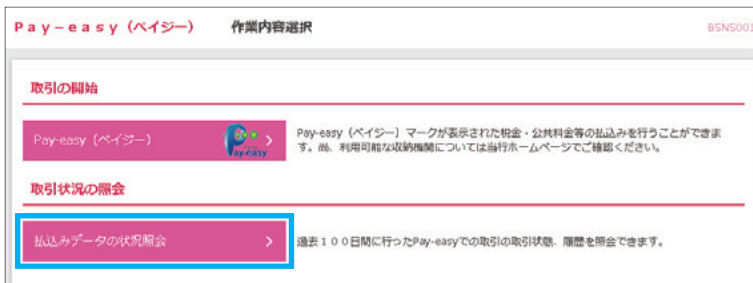 Pay－easy（ペイジー） 作業内容選択 BSNS001
取引の開始
Pay-easy（ペイジー） Pay-easy
Pay-easy（ペイジー）マークが表示された税金・公共料金等の払込みを行うことができま
す。尚、利用可能な収納機関については当行ホームページでご確認ください。
取引状況の照会
払込みデータの状況照会
過去１００日間に行ったPay-easyでの取引の取引状態、履歴を照会できます。